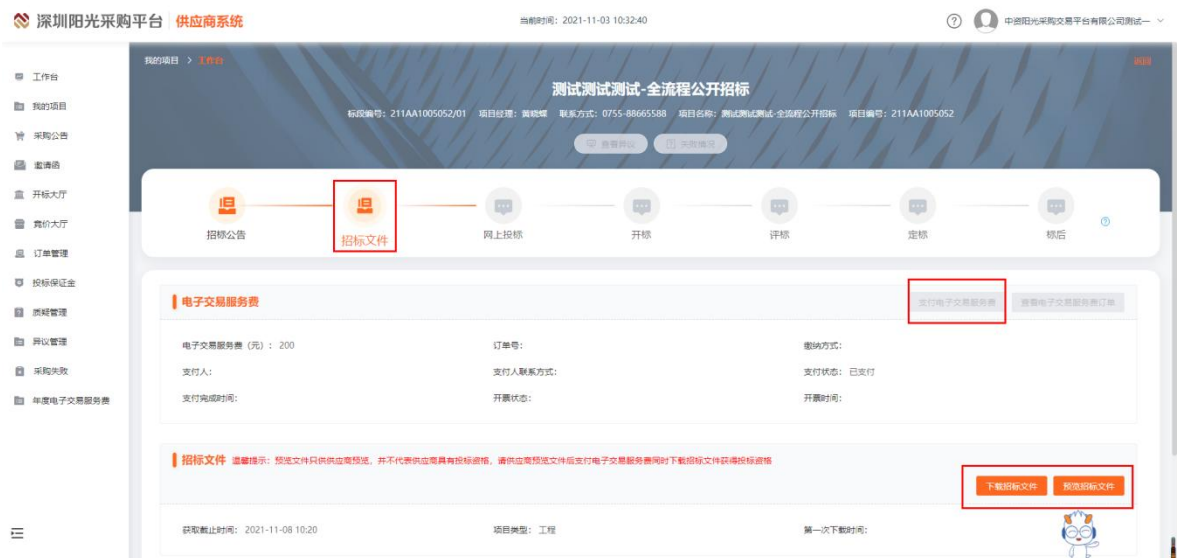 深圳阳光采购平台 供应商系统
当前时间：2021-11-03 10:32:40
中资阳光采购交易平台有限公司测试一
工作台
我的项目
采购公告
邀请函
开标大厅
竞价大厅
订单管理
投标保证金
质疑管理
异议管理
采购失败
年度电子交易服务费
我的项目 > 工作台
返回
测试测试测试-全流程公开招标
标段编号：211AA1005052/01 项目经理：黄晓辉 联系方式：0755-88665588 项目名称：测试测试测试-全流程公开招标 项目编号：211AA1005052
查看异议 失败情况
招标公告 招标文件 网上投标 开标 评标 定标 标后
电子交易服务费
支付电子交易服务费 查看电子交易服务费订单
电子交易服务费（元）：200 订单号： 缴纳方式：
支付人： 支付人联系方式： 支付状态：已支付
支付完成时间： 开票状态： 开票时间：
招标文件 温馨提示：预览文件只供供应商预览，并不代表供应商具有投标资格，请供应商预览文件后支付电子交易服务费同时下载招标文件获得投标资格
下载招标文件 预览招标文件
获取截止时间：2021-11-08 10:20 项目类型：工程 第一次下载时间：